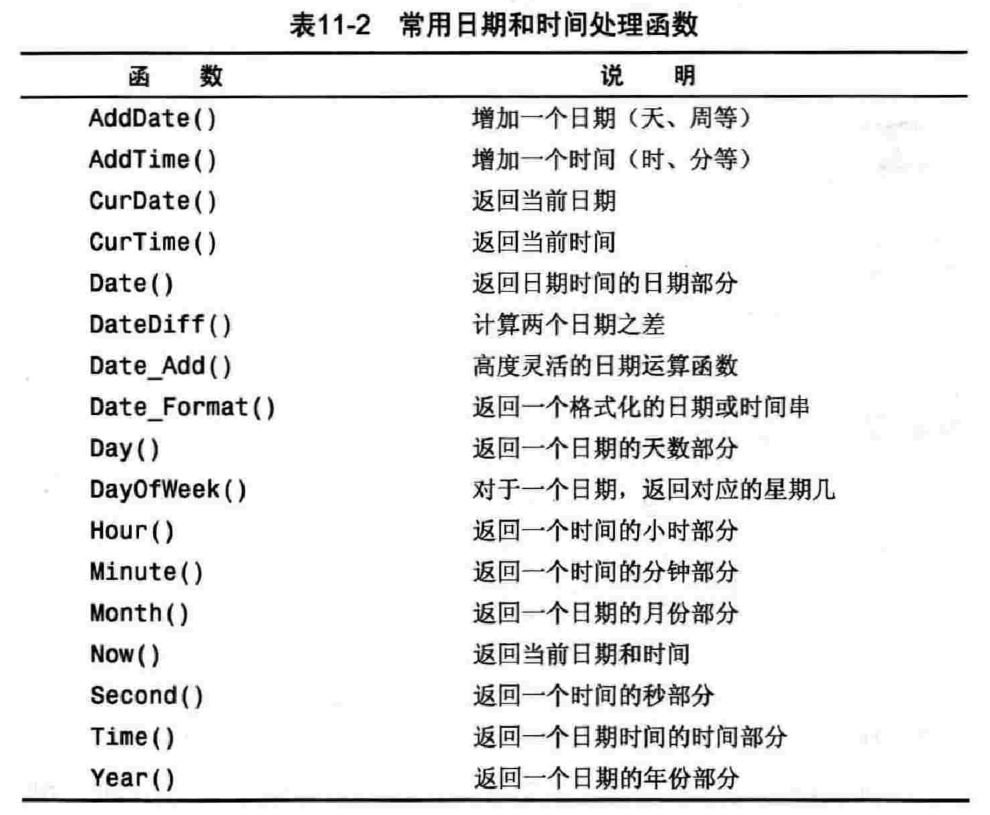 表11-2 常用日期和时间处理函数
函 数 说 明
AddDate() 增加一个日期（天、周等）
AddTime() 增加一个时间（时、分等）
CurDate() 返回当前日期
CurTime() 返回当前时间
Date() 返回日期时间的日期部分
DateDiff() 计算两个日期之差
Date_Add() 高度灵活的日期运算函数
Date_Format() 返回一个格式化的日期或时间串
Day() 返回一个日期的天数部分
DayOfWeek() 对于一个日期，返回对应的星期几
Hour() 返回一个时间的小时部分
Minute() 返回一个时间的分钟部分
Month() 返回一个日期的月份部分
Now() 返回当前日期和时间
Second() 返回一个时间的秒部分
Time() 返回一个日期时间的时间部分
Year() 返回一个日期的年份部分